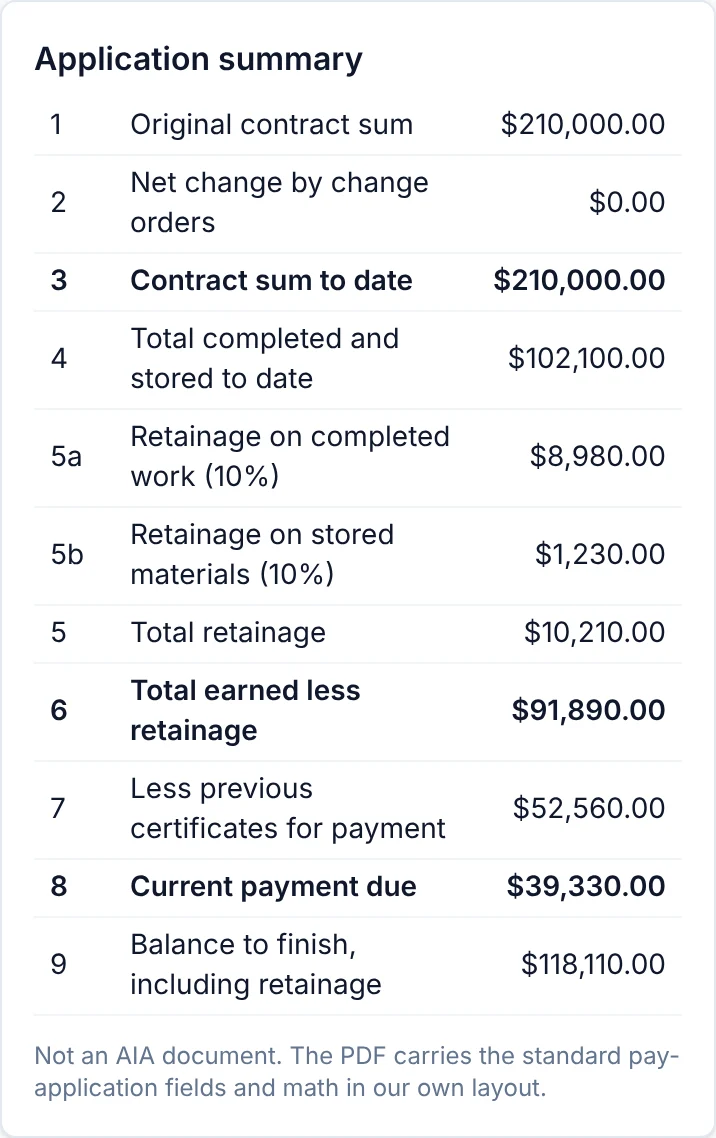 Application summary
1 Original contract sum $210,000.00
2 Net change by change
orders $0.00
3 Contract sum to date $210,000.00
4 Total completed and
stored to date $102,100.00
5a Retainage on completed
work (10%) $8,980.00
5b Retainage on stored
materials (10%) $1,230.00
5 Total retainage $10,210.00
6 Total earned less
retainage $91,890.00
7 Less previous
certificates for payment $52,560.00
8 Current payment due $39,330.00
9 Balance to finish,
including retainage $118,110.00
Not an AIA document. The PDF carries the standard pay-
application fields and math in our own layout.